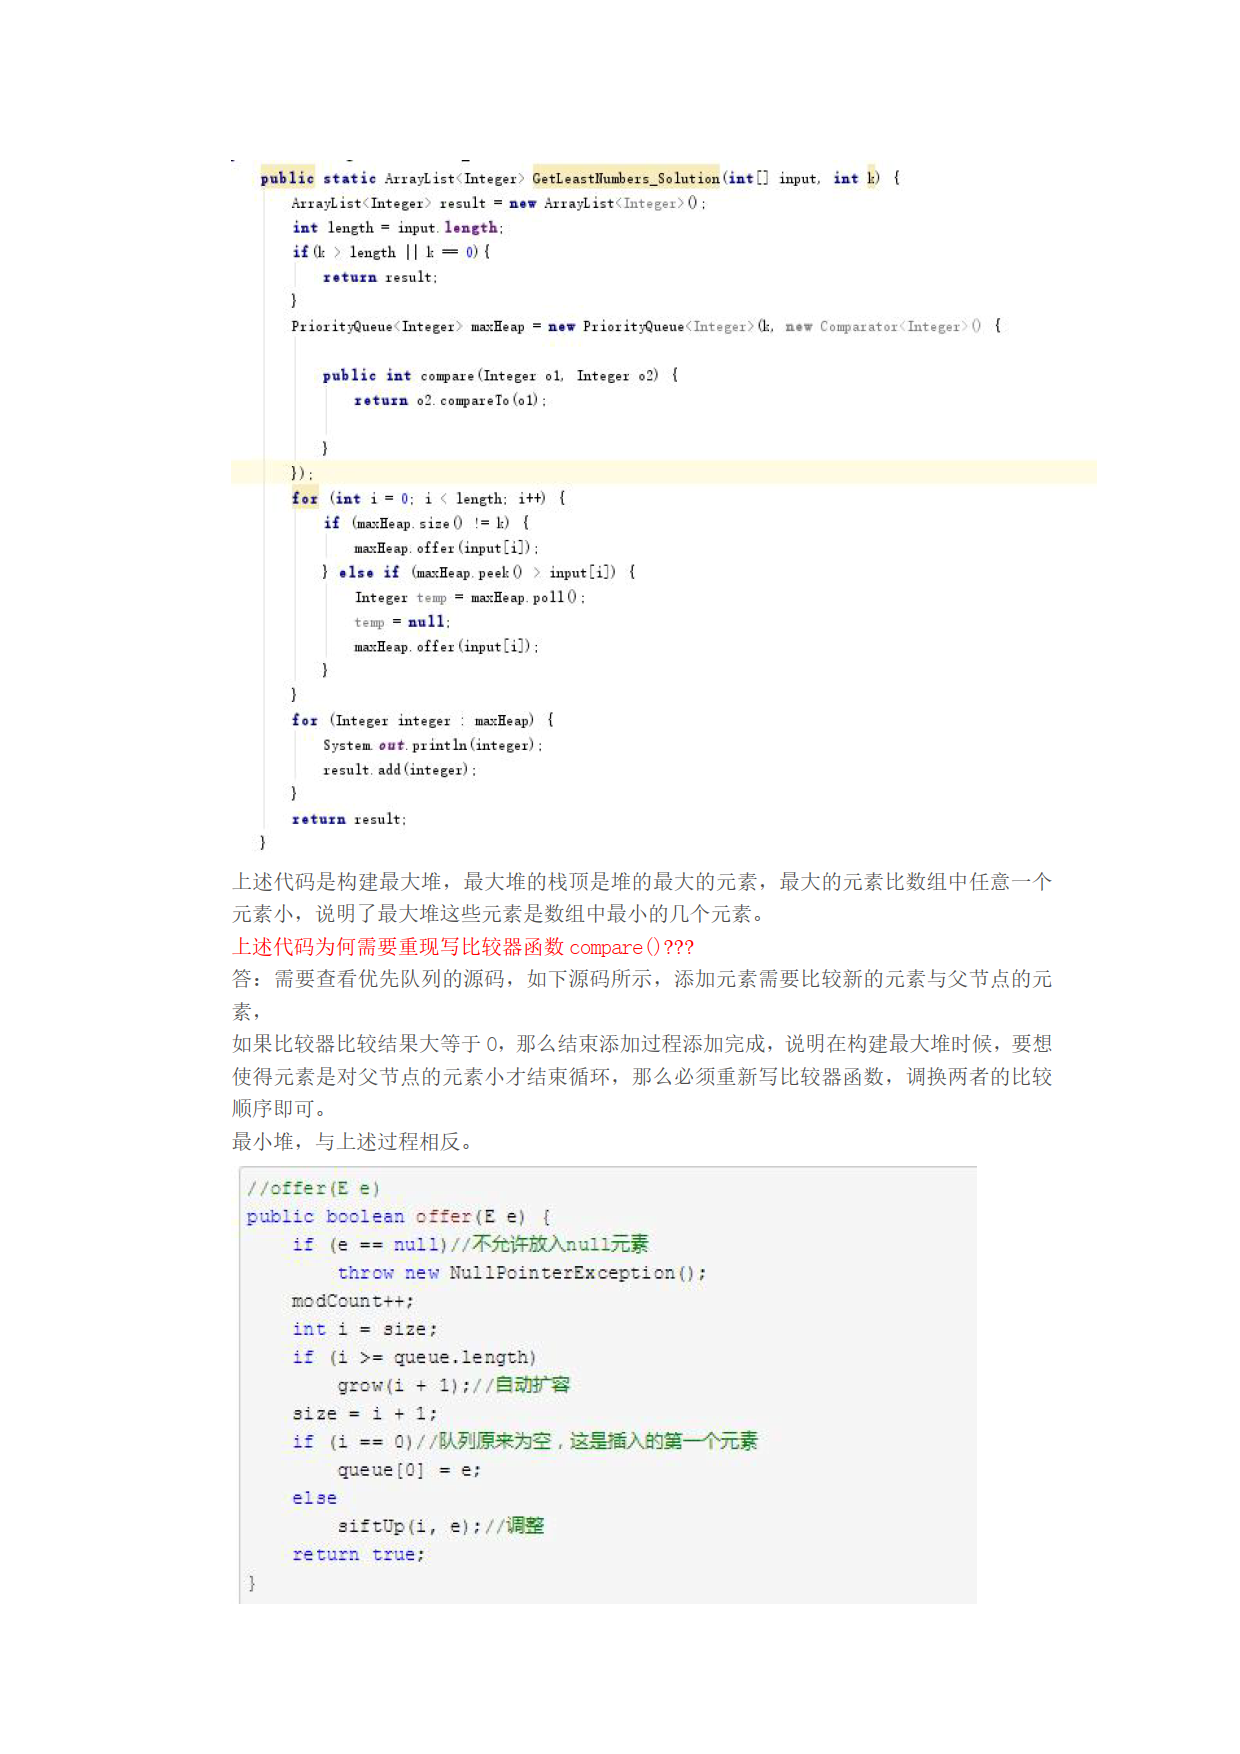 public static ArrayList<Integer> GetLeastNumbers_Solution(int[] input, int k) {
ArrayList<Integer> result = new ArrayList<Integer>();
int length = input.length;
if(k > length || k == 0){
return result;
}
PriorityQueue<Integer> maxHeap = new PriorityQueue<Integer>(k, new Comparator<Integer>() {
public int compare(Integer o1, Integer o2) {
return o2.compareTo(o1);
}
});
for (int i = 0; i < length; i++) {
if (maxHeap.size() != k) {
maxHeap.offer(input[i]);
} else if (maxHeap.peek() > input[i]) {
Integer temp = maxHeap.poll();
temp = null;
maxHeap.offer(input[i]);
}
}
for (Integer integer : maxHeap) {
System.out.println(integer);
result.add(integer);
}
return result;
}
上述代码是构建最大堆，最大堆的栈顶是堆的最大的元素，最大的元素比数组中任意一个
元素小，说明了最大堆这些元素是数组中最小的几个元素。
上述代码为何需要重现写比较器函数 compare()???
答：需要查看优先队列的源码，如下源码所示，添加元素需要比较新的元素与父节点的元
素，
如果比较器比较结果大等于 0，那么结束添加过程添加完成，说明在构建最大堆时候，要想
使得元素是对父节点的元素小才结束循环，那么必须重新写比较器函数，调换两者的比较
顺序即可。
最小堆，与上述过程相反。
//offer(E e)
public boolean offer(E e) {
if (e == null)//不允许放入null元素
throw new NullPointerException();
modCount++;
int i = size;
if (i >= queue.length)
grow(i + 1);//自动扩容
size = i + 1;
if (i == 0)//队列原来为空，这是插入的第一个元素
queue[0] = e;
else
siftUp(i, e);//调整
return true;
}